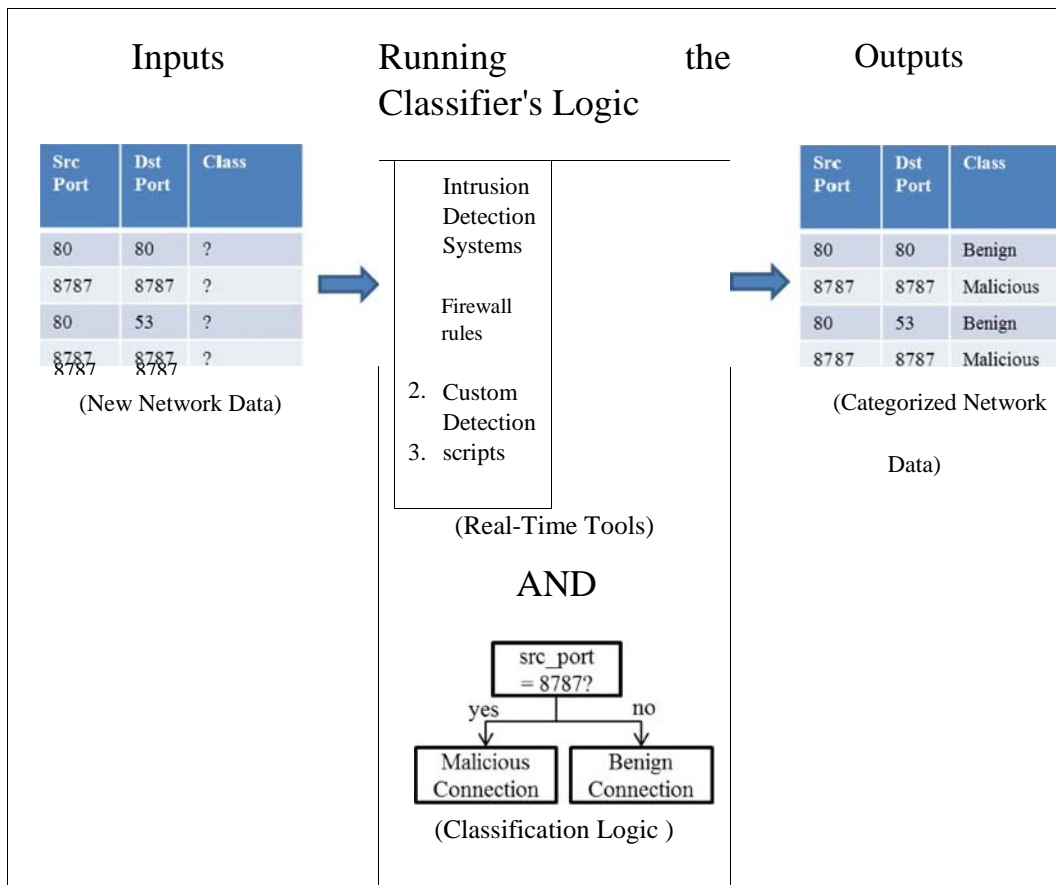 Inputs
Running the
Classifier's Logic
Outputs
Src Port Dst Port Class
80 80 ?
8787 8787 ?
80 53 ?
8787 8787 ?
8787 8787
(New Network Data)
Intrusion
Detection
Systems
Firewall
rules
2. Custom
Detection
3. scripts
(Real-Time Tools)
AND
src_port
= 8787?
yes no
Malicious
Connection
Benign
Connection
(Classification Logic )
Src Port Dst Port Class
80 80 Benign
8787 8787 Malicious
80 53 Benign
8787 8787 Malicious
(Categorized Network
Data)